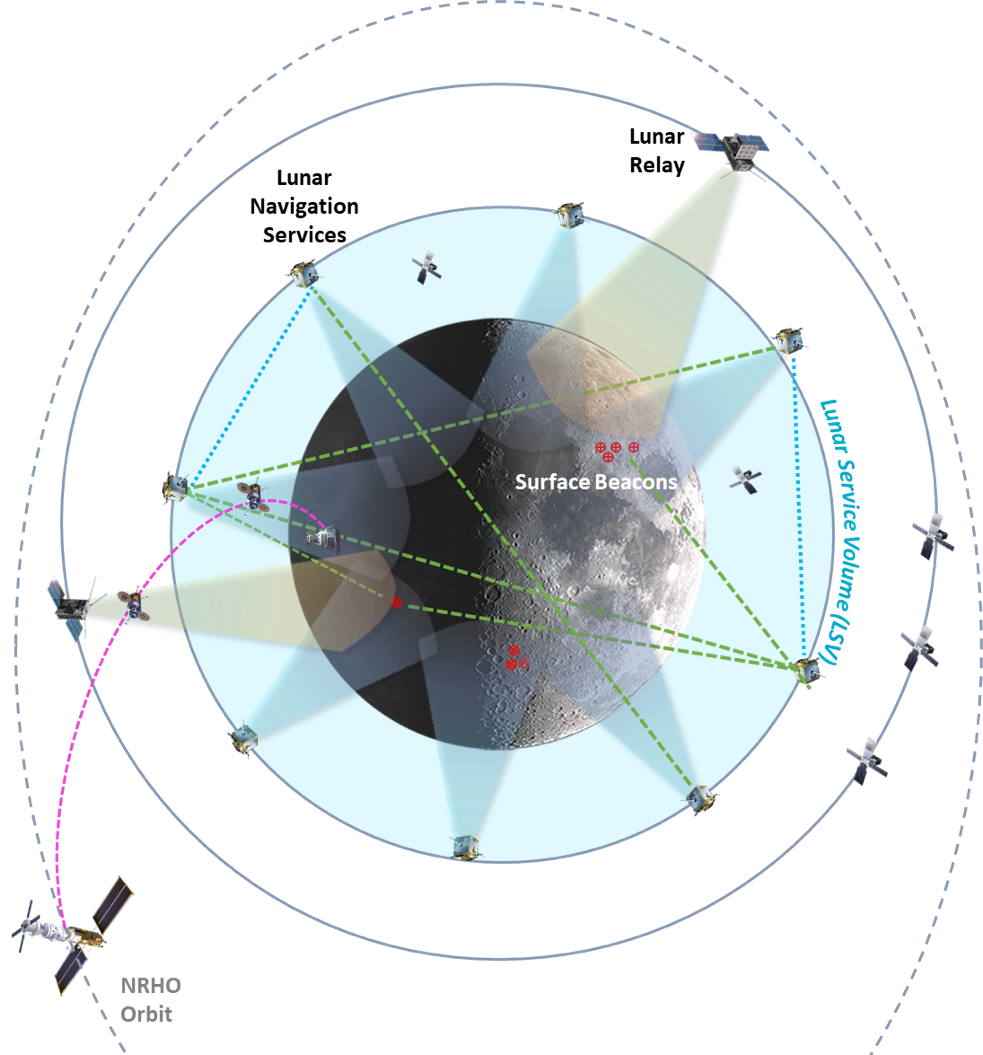 Lunar
Relay
Lunar
Navigation
Services
Lunar Service Volume (LSV)
Surface Beacons
NRHO
Orbit